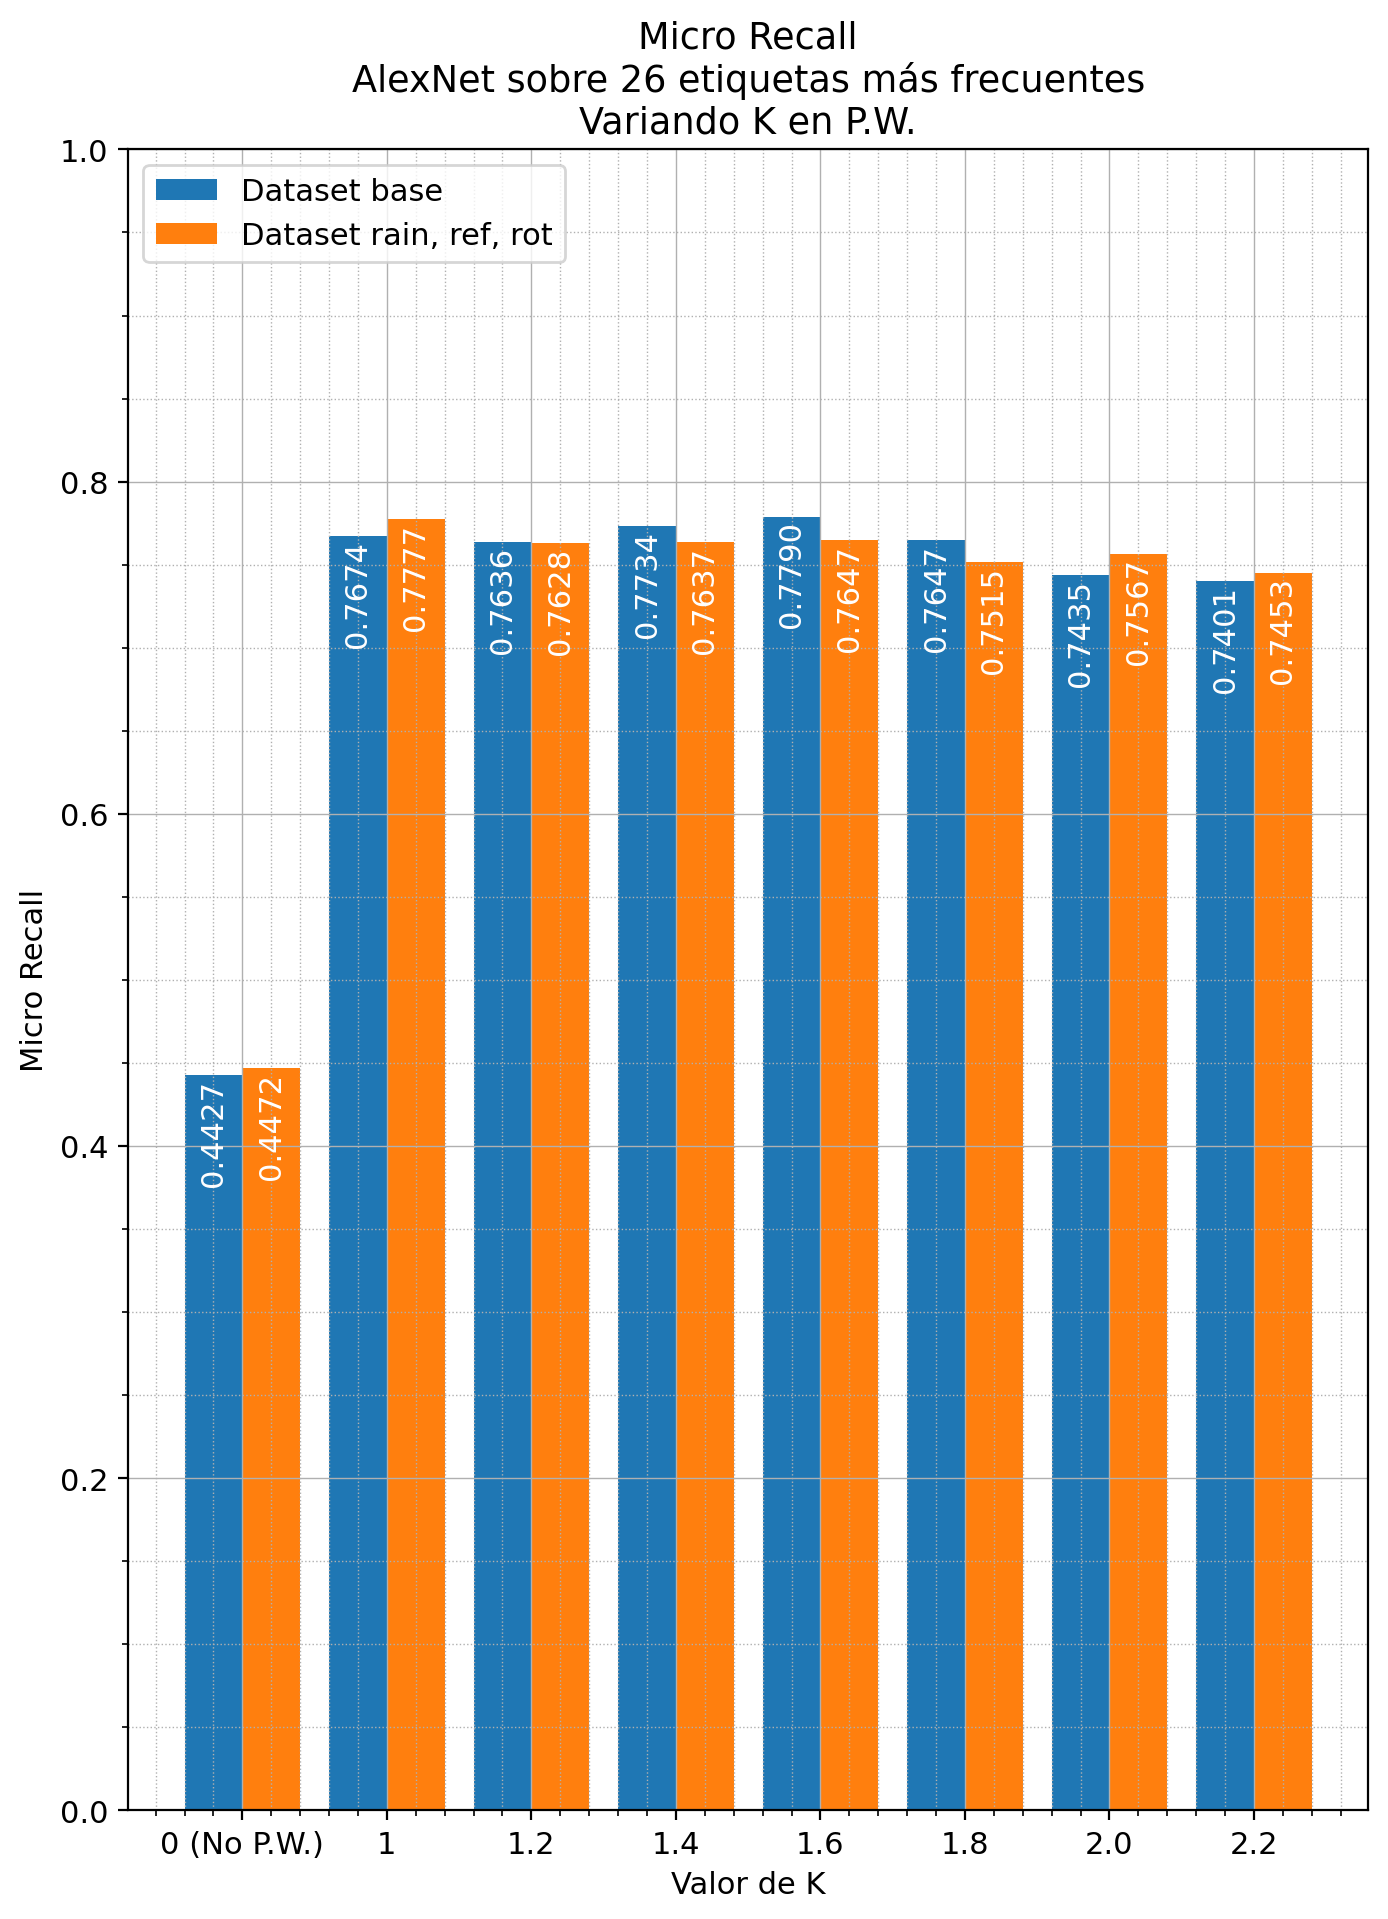 Micro Recall
AlexNet sobre 26 etiquetas más frecuentes
Variando K en P.W.
Dataset base
Dataset rain, ref, rot
1.0
0.8
0.6
0.4
0.2
0.0
Micro Recall
0.4427
0.4472
0.7674
0.7777
0.7636
0.7628
0.7734
0.7637
0.7790
0.7647
0.7647
0.7515
0.7435
0.7567
0.7401
0.7453
0 (No P.W.) 1 1.2 1.4 1.6 1.8 2.0 2.2
Valor de K